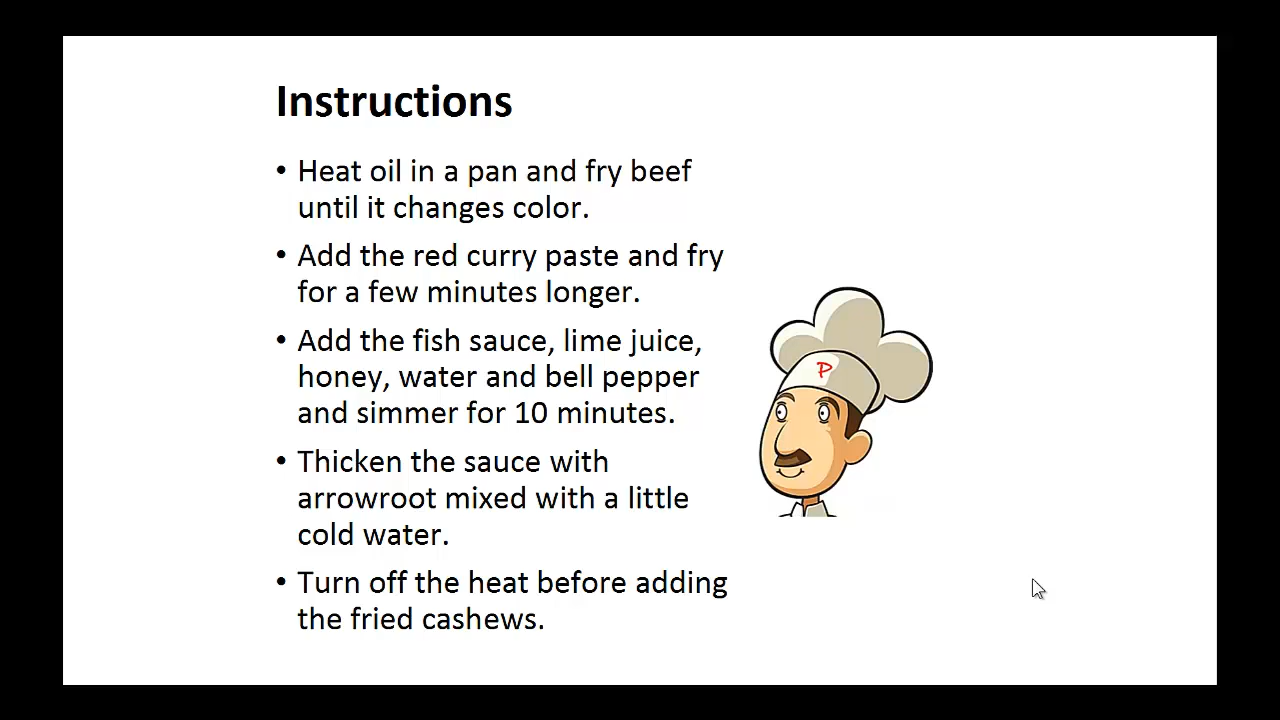 Instructions
• Heat oil in a pan and fry beef
until it changes color.
• Add the red curry paste and fry
for a few minutes longer.
• Add the fish sauce, lime juice,
honey, water and bell pepper
and simmer for 10 minutes.
• Thicken the sauce with
arrowroot mixed with a little
cold water.
• Turn off the heat before adding
the fried cashews.
P